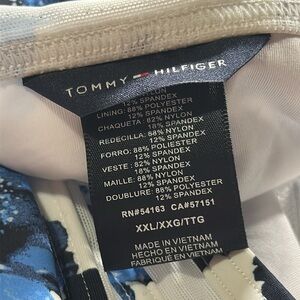 TOMMY HILFIGER
12% SPANDEX
LINING: 88% POLYESTER
12% SPANDEX
CHAQUETA: 82% NYLON
18% SPANDEX
REDECILLA: 88% NYLON
12% SPANDEX
FORRO: 88% POLIESTER
12% SPANDEX
VESTE : 82% NYLON
18% SPANDEX
MAILLE: 88% NYLON
12% SPANDEX
DOUBLURE: 88% POLYESTER
12% SPANDEX
RN#54163 CA#57151
XXL/XXG/TTG
MADE IN VIETNAM
HECHO EN VIETNAM
FABRIQUÉ AU VIETNAM